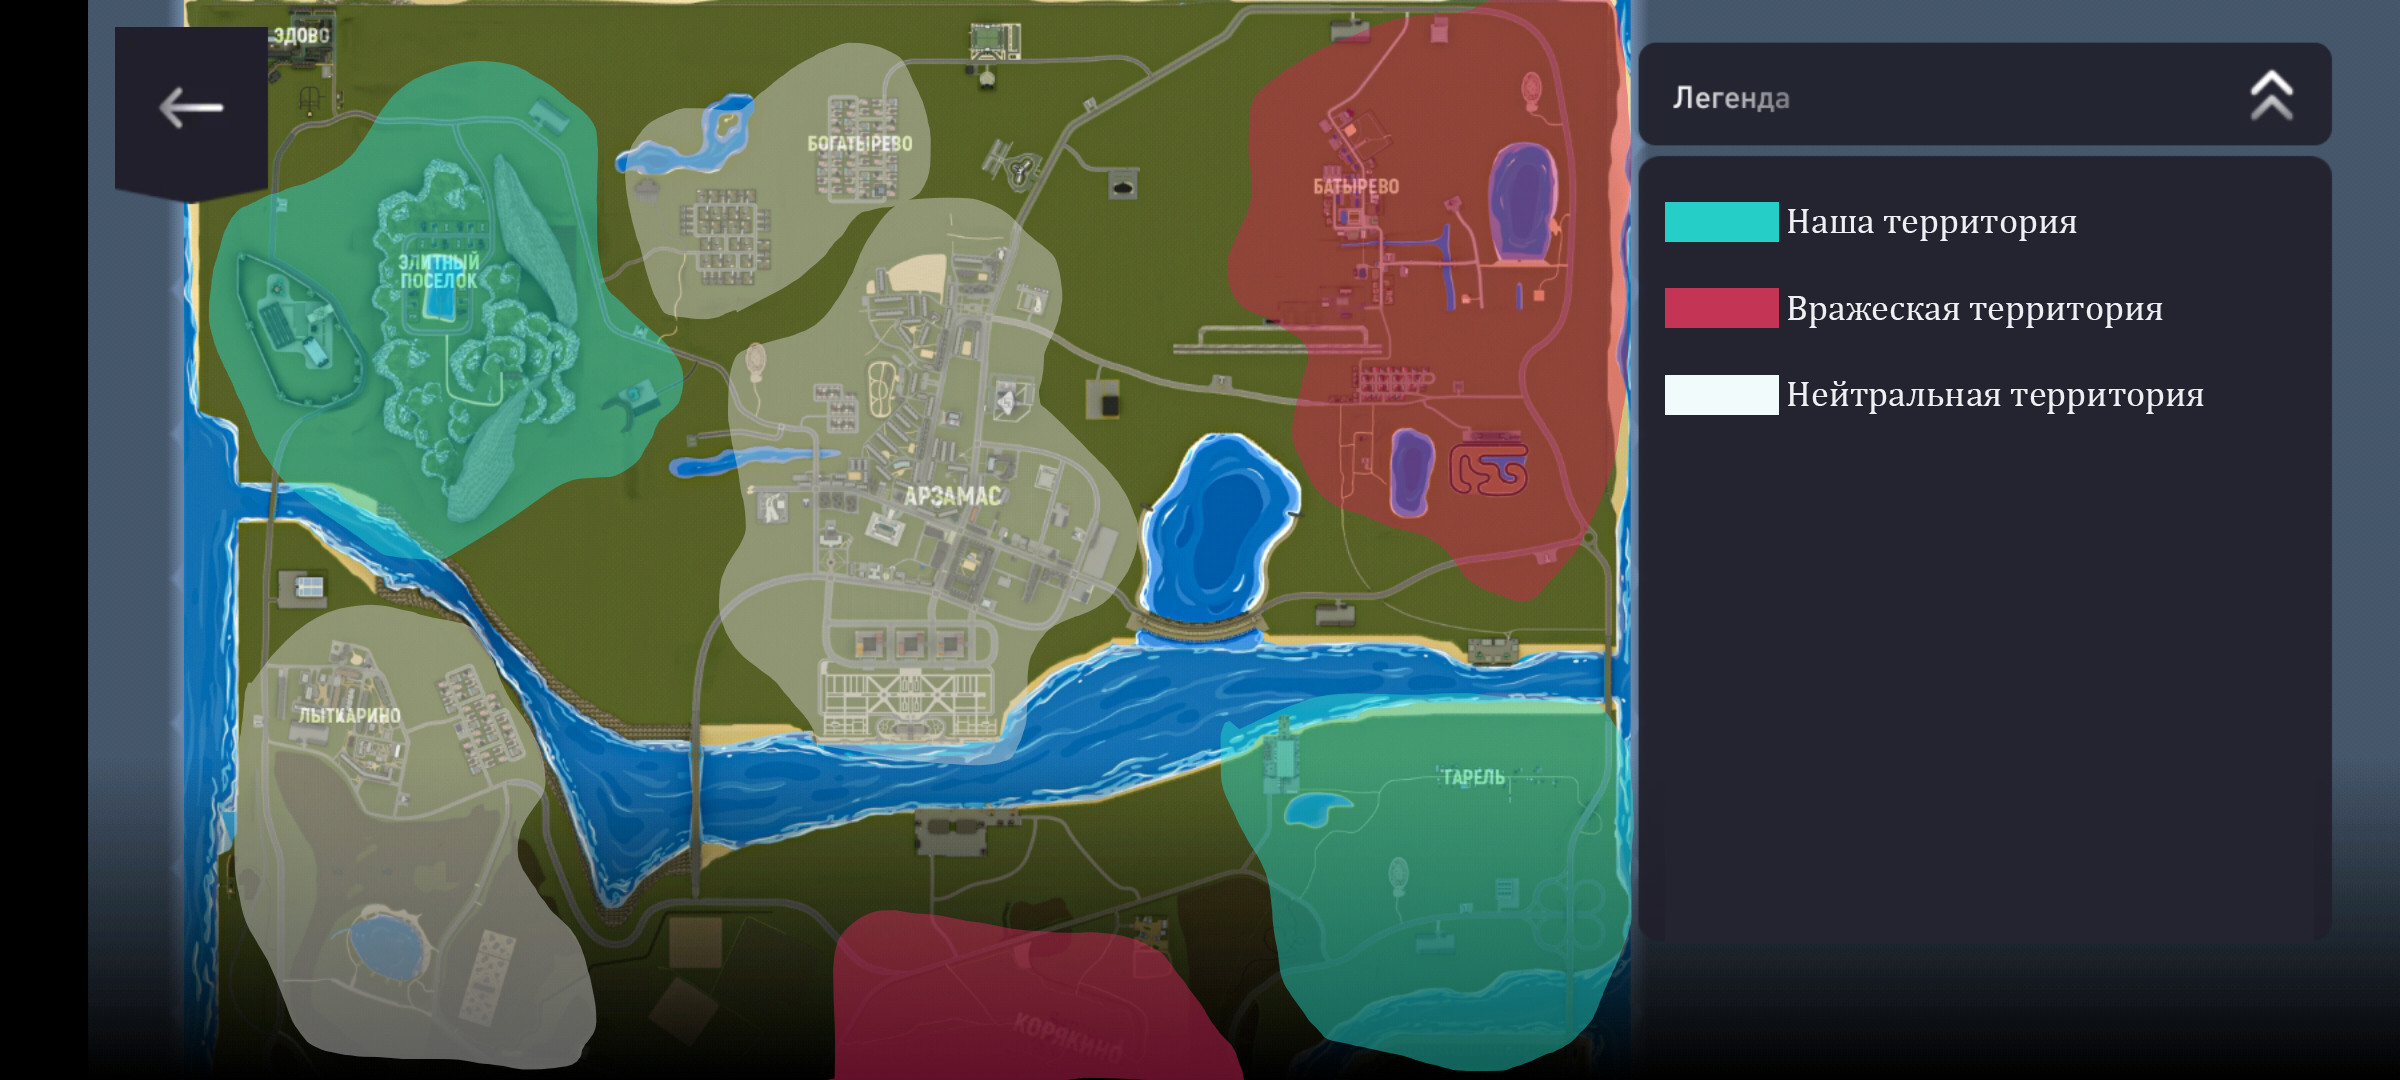 ЭДОВО
БОГАТЫРЕВО
БАТЫРЕВО
ЭЛИТНЫЙ
ПОСЕЛОК
АРЗАМАС
ЛЫТКАРИНО
ТАРЕЛЬ
КОРЯКИНО
Легенда
Наша территория
Вражеская территория
Нейтральная территория